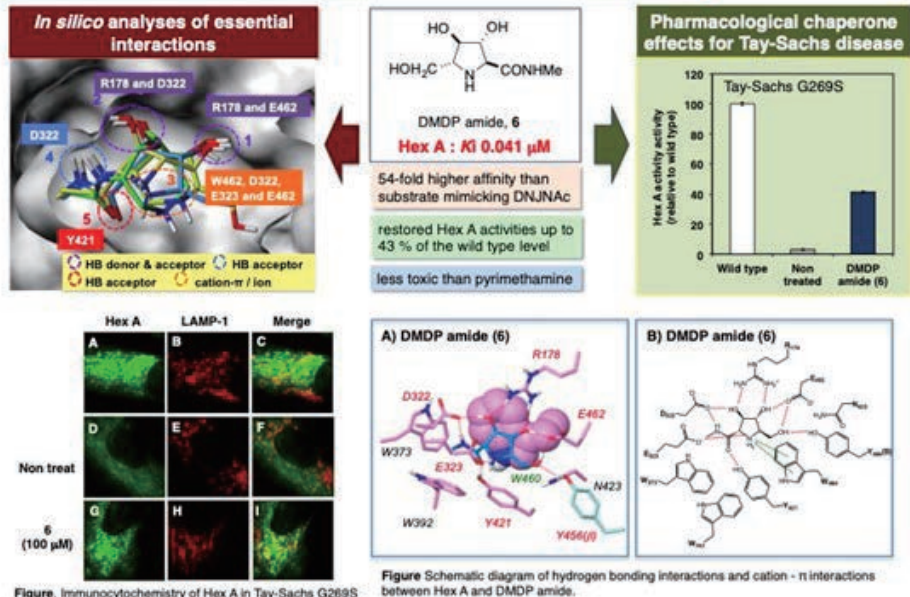 In silico analyses of essential
interactions
R178 and D322
2
R178 and E462
1
D322
4
3
W462, D322,
E323 and E462
5
Y421
HB donor & acceptor
HB acceptor
HB acceptor
cation-π / ion
HO
OH
HOH₂C
N
H
CONHMe
DMDP amide, 6
Hex A : Ki 0.041 μM
54-fold higher affinity than
substrate mimicking DNJNAc
restored Hex A activities up to
43 % of the wild type level
less toxic than pyrimethamine
Pharmacological chaperone
effects for Tay-Sachs disease
Tay-Sachs G269S
Hex A activity activity
(relative to wild type)
120
100
80
60
40
20
0
Wild type
Non
treated
DMDP
amide (6)
Hex A
LAMP-1
Merge
A
B
C
Non treat
D
E
F
6
(100 μM)
G
H
I
Figure. Immunocytochemistry of Hex A in Tay-Sachs G269S
A) DMDP amide (6)
R178
D322
E462
W373
E323
W460
N423
W392
Y421
Y456(β)
B) DMDP amide (6)
Figure Schematic diagram of hydrogen bonding interactions and cation - π interactions
between Hex A and DMDP amide.